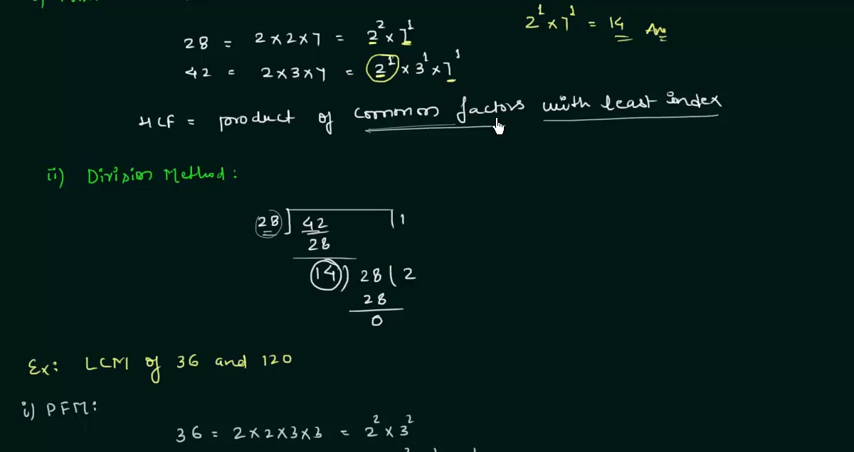 28 = 2 x 2 x 7 = 2² x 7¹
2¹ x 7¹ = 14 Ans
42 = 2 x 3 x 7 = 2¹ x 3¹ x 7¹
HCF = product of common factors with least index
ii) Division Method:
28 ] 42 ( 1
28
14 ) 28 ( 2
28
0
Ex: LCM of 36 and 120
i) PFM:
36 = 2 x 2 x 3 x 3 = 2² x 3²